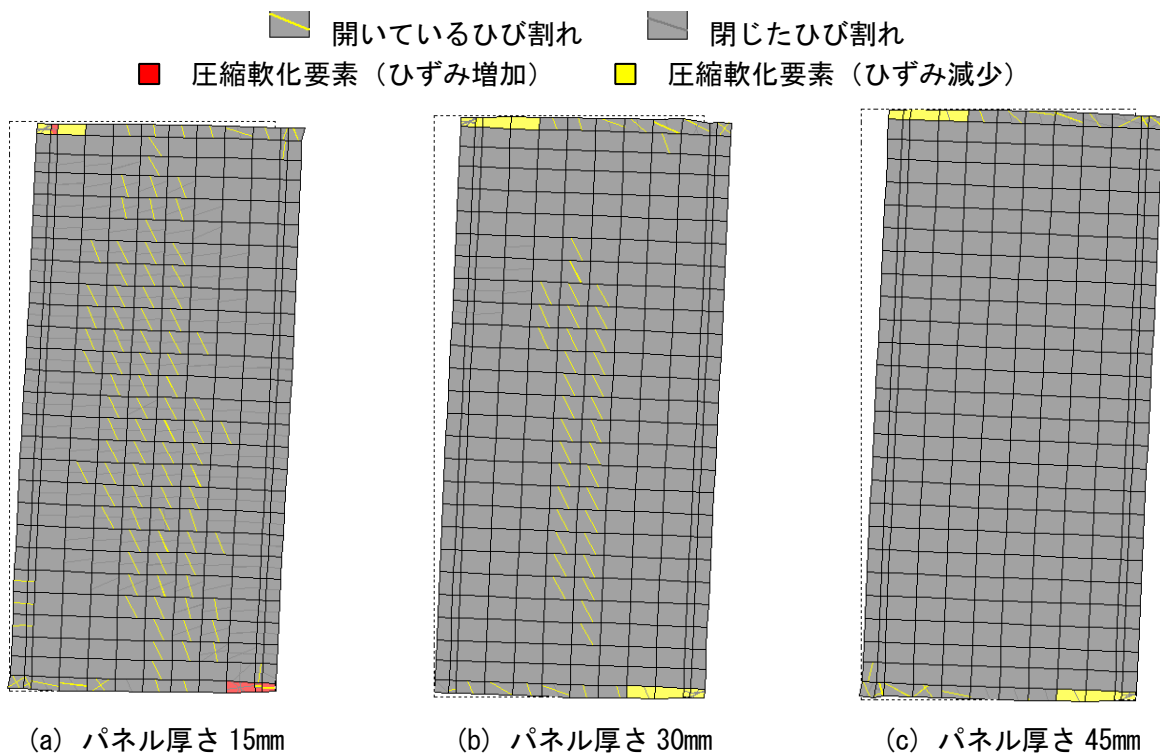 開いているひび割れ 閉じたひび割れ
圧縮軟化要素（ひずみ増加） 圧縮軟化要素（ひずみ減少）
(a) パネル厚さ 15mm (b) パネル厚さ 30mm (c) パネル厚さ 45mm